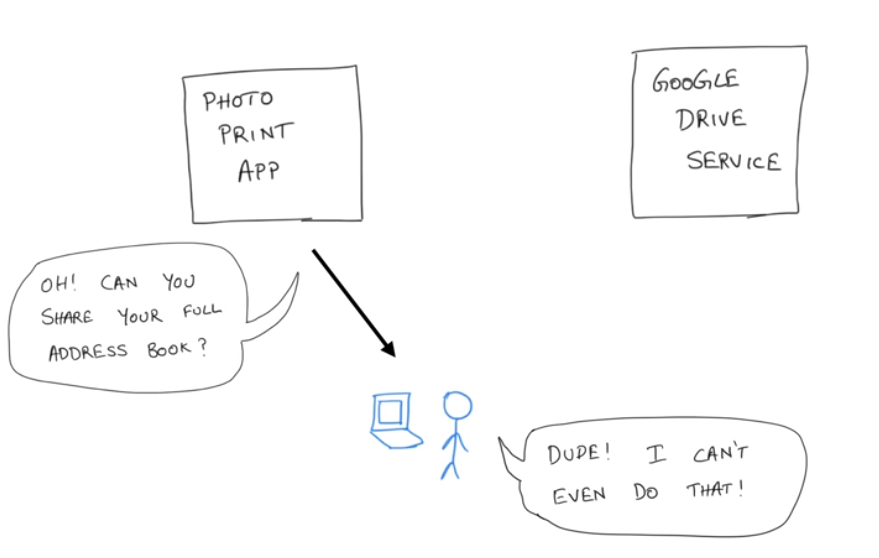 PHOTO
PRINT
APP
GOOGLE
DRIVE
SERVICE
OH! CAN YOU
SHARE YOUR FULL
ADDRESS BOOK?
DUDE! I CAN'T
EVEN DO THAT!